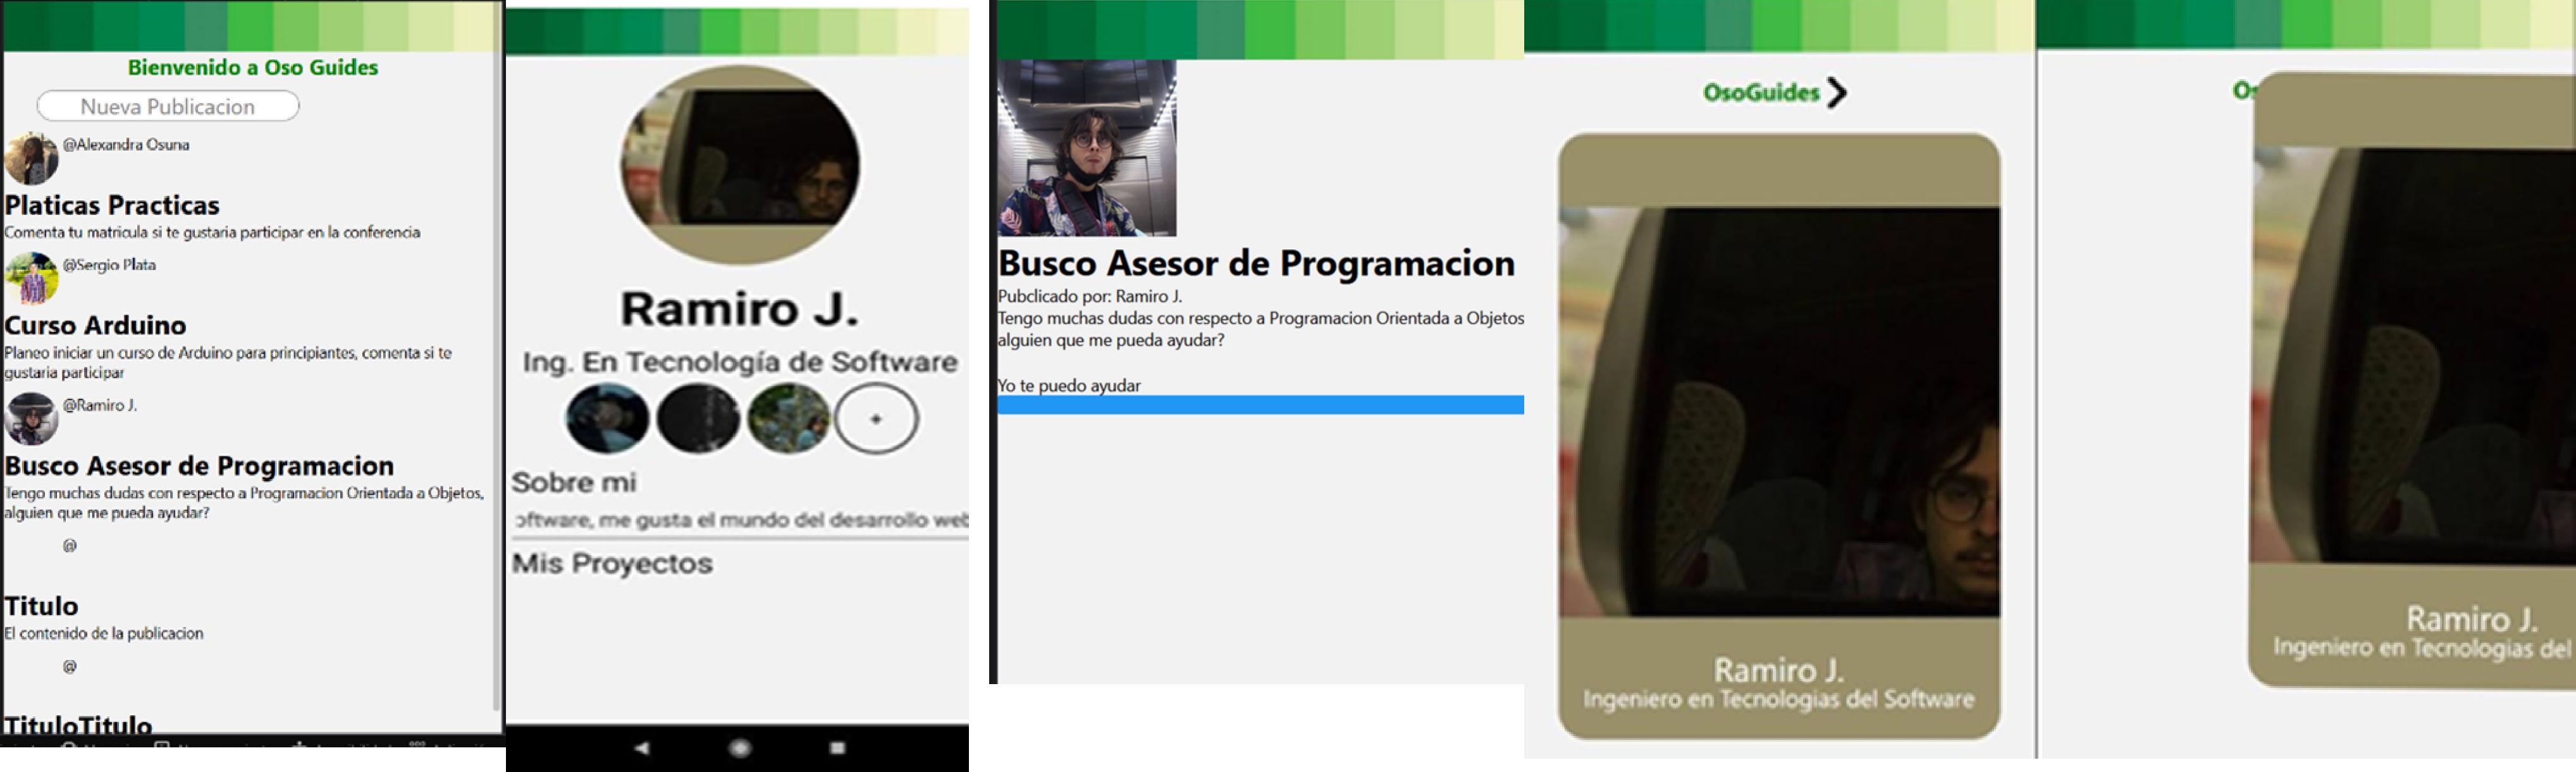 Bienvenido a Oso Guides
Nueva Publicacion
@Alexandra Osuna
Platicas Practicas
Comenta tu matricula si te gustaria participar en la conferencia
@Sergio Plata
Curso Arduino
Planeo iniciar un curso de Arduino para principiantes, comenta si te
gustaria participar
@Ramiro J.
Busco Asesor de Programacion
Tengo muchas dudas con respecto a Programacion Orientada a Objetos,
alguien que me pueda ayudar?
@
Titulo
El contenido de la publicacion
@
TituloTitulo
Ramiro J.
Ing. En Tecnología de Software
+
Sobre mi
oftware, me gusta el mundo del desarrollo web
Mis Proyectos
Busco Asesor de Programacion
Pubclicado por: Ramiro J.
Tengo muchas dudas con respecto a Programacion Orientada a Objetos
alguien que me pueda ayudar?
Yo te puedo ayudar
OsoGuides
Ramiro J.
Ingeniero en Tecnologias del Software
Os
Ramiro J.
Ingeniero en Tecnologias del